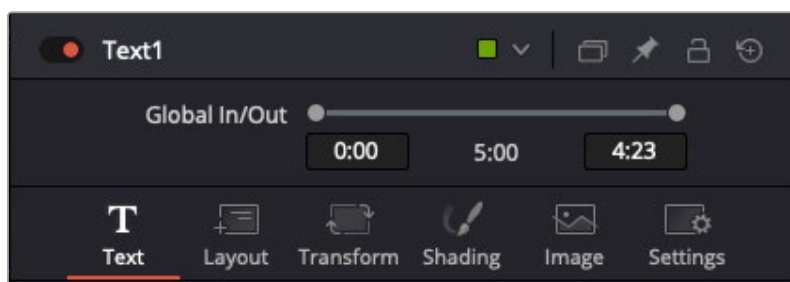 Text1
Global In/Out
0:00 5:00 4:23
T
Text Layout Transform Shading Image Settings